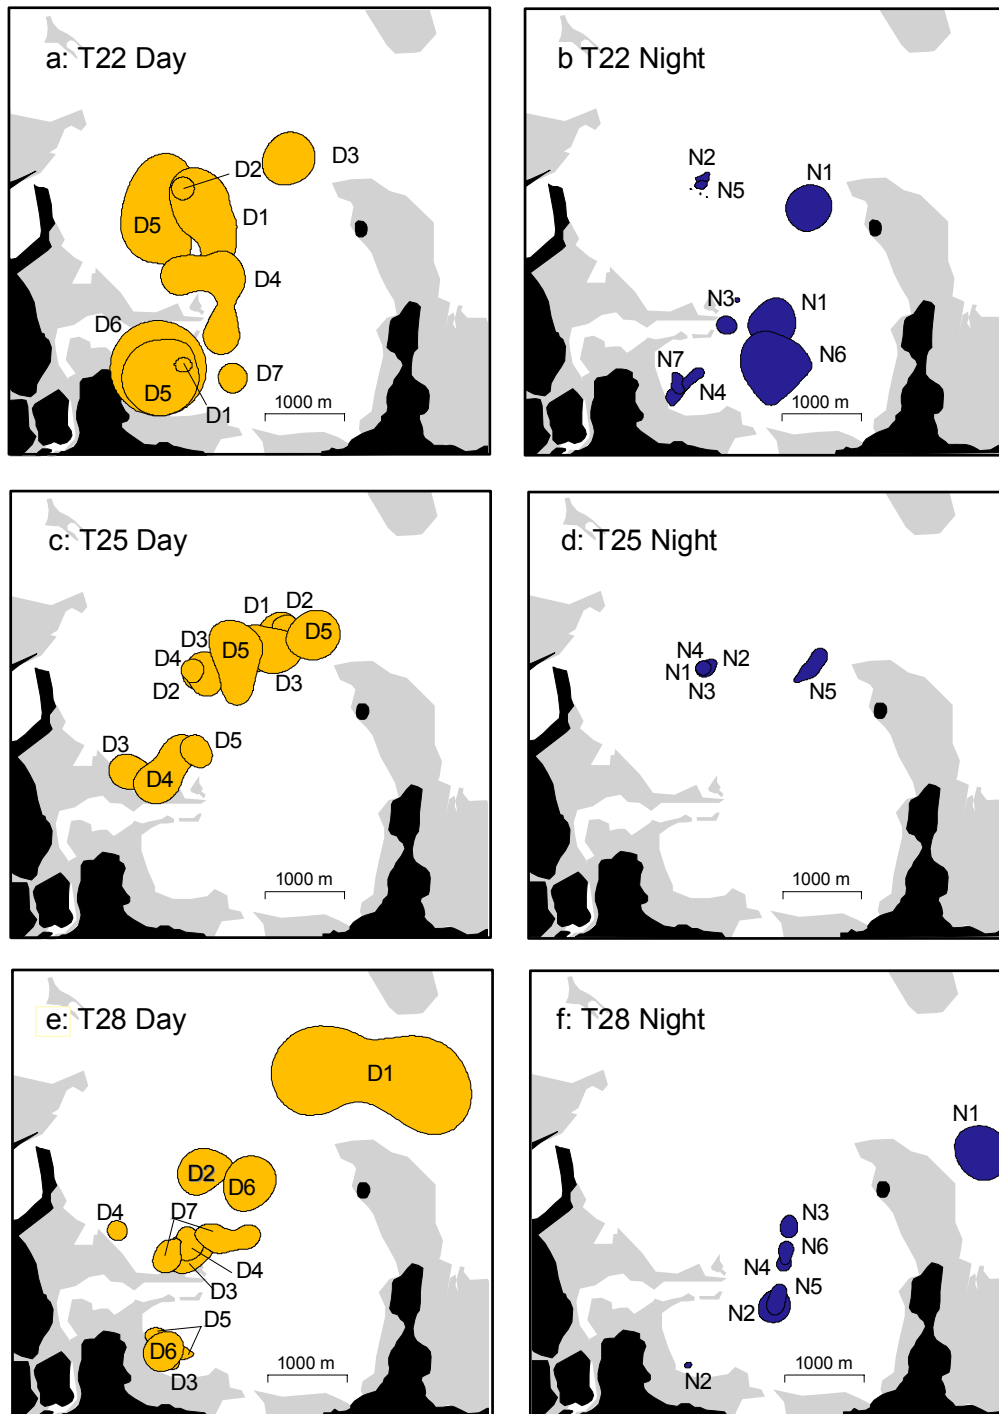 a: T22 Day
D3
D2
D5
D1
D4
D6
D7
D5
D1
1000 m
b T22 Night
N2
N5
N1
N3
N1
N6
N7
N4
1000 m
c: T25 Day
D1
D2
D3
D5
D5
D4
D2
D3
D3
D5
D4
1000 m
d: T25 Night
N4
N2
N1
N3
N5
1000 m
e: T28 Day
D1
D2
D6
D4
D7
D4
D3
D5
D6
D3
1000 m
f: T28 Night
N1
N3
N6
N4
N5
N2
N2
1000 m